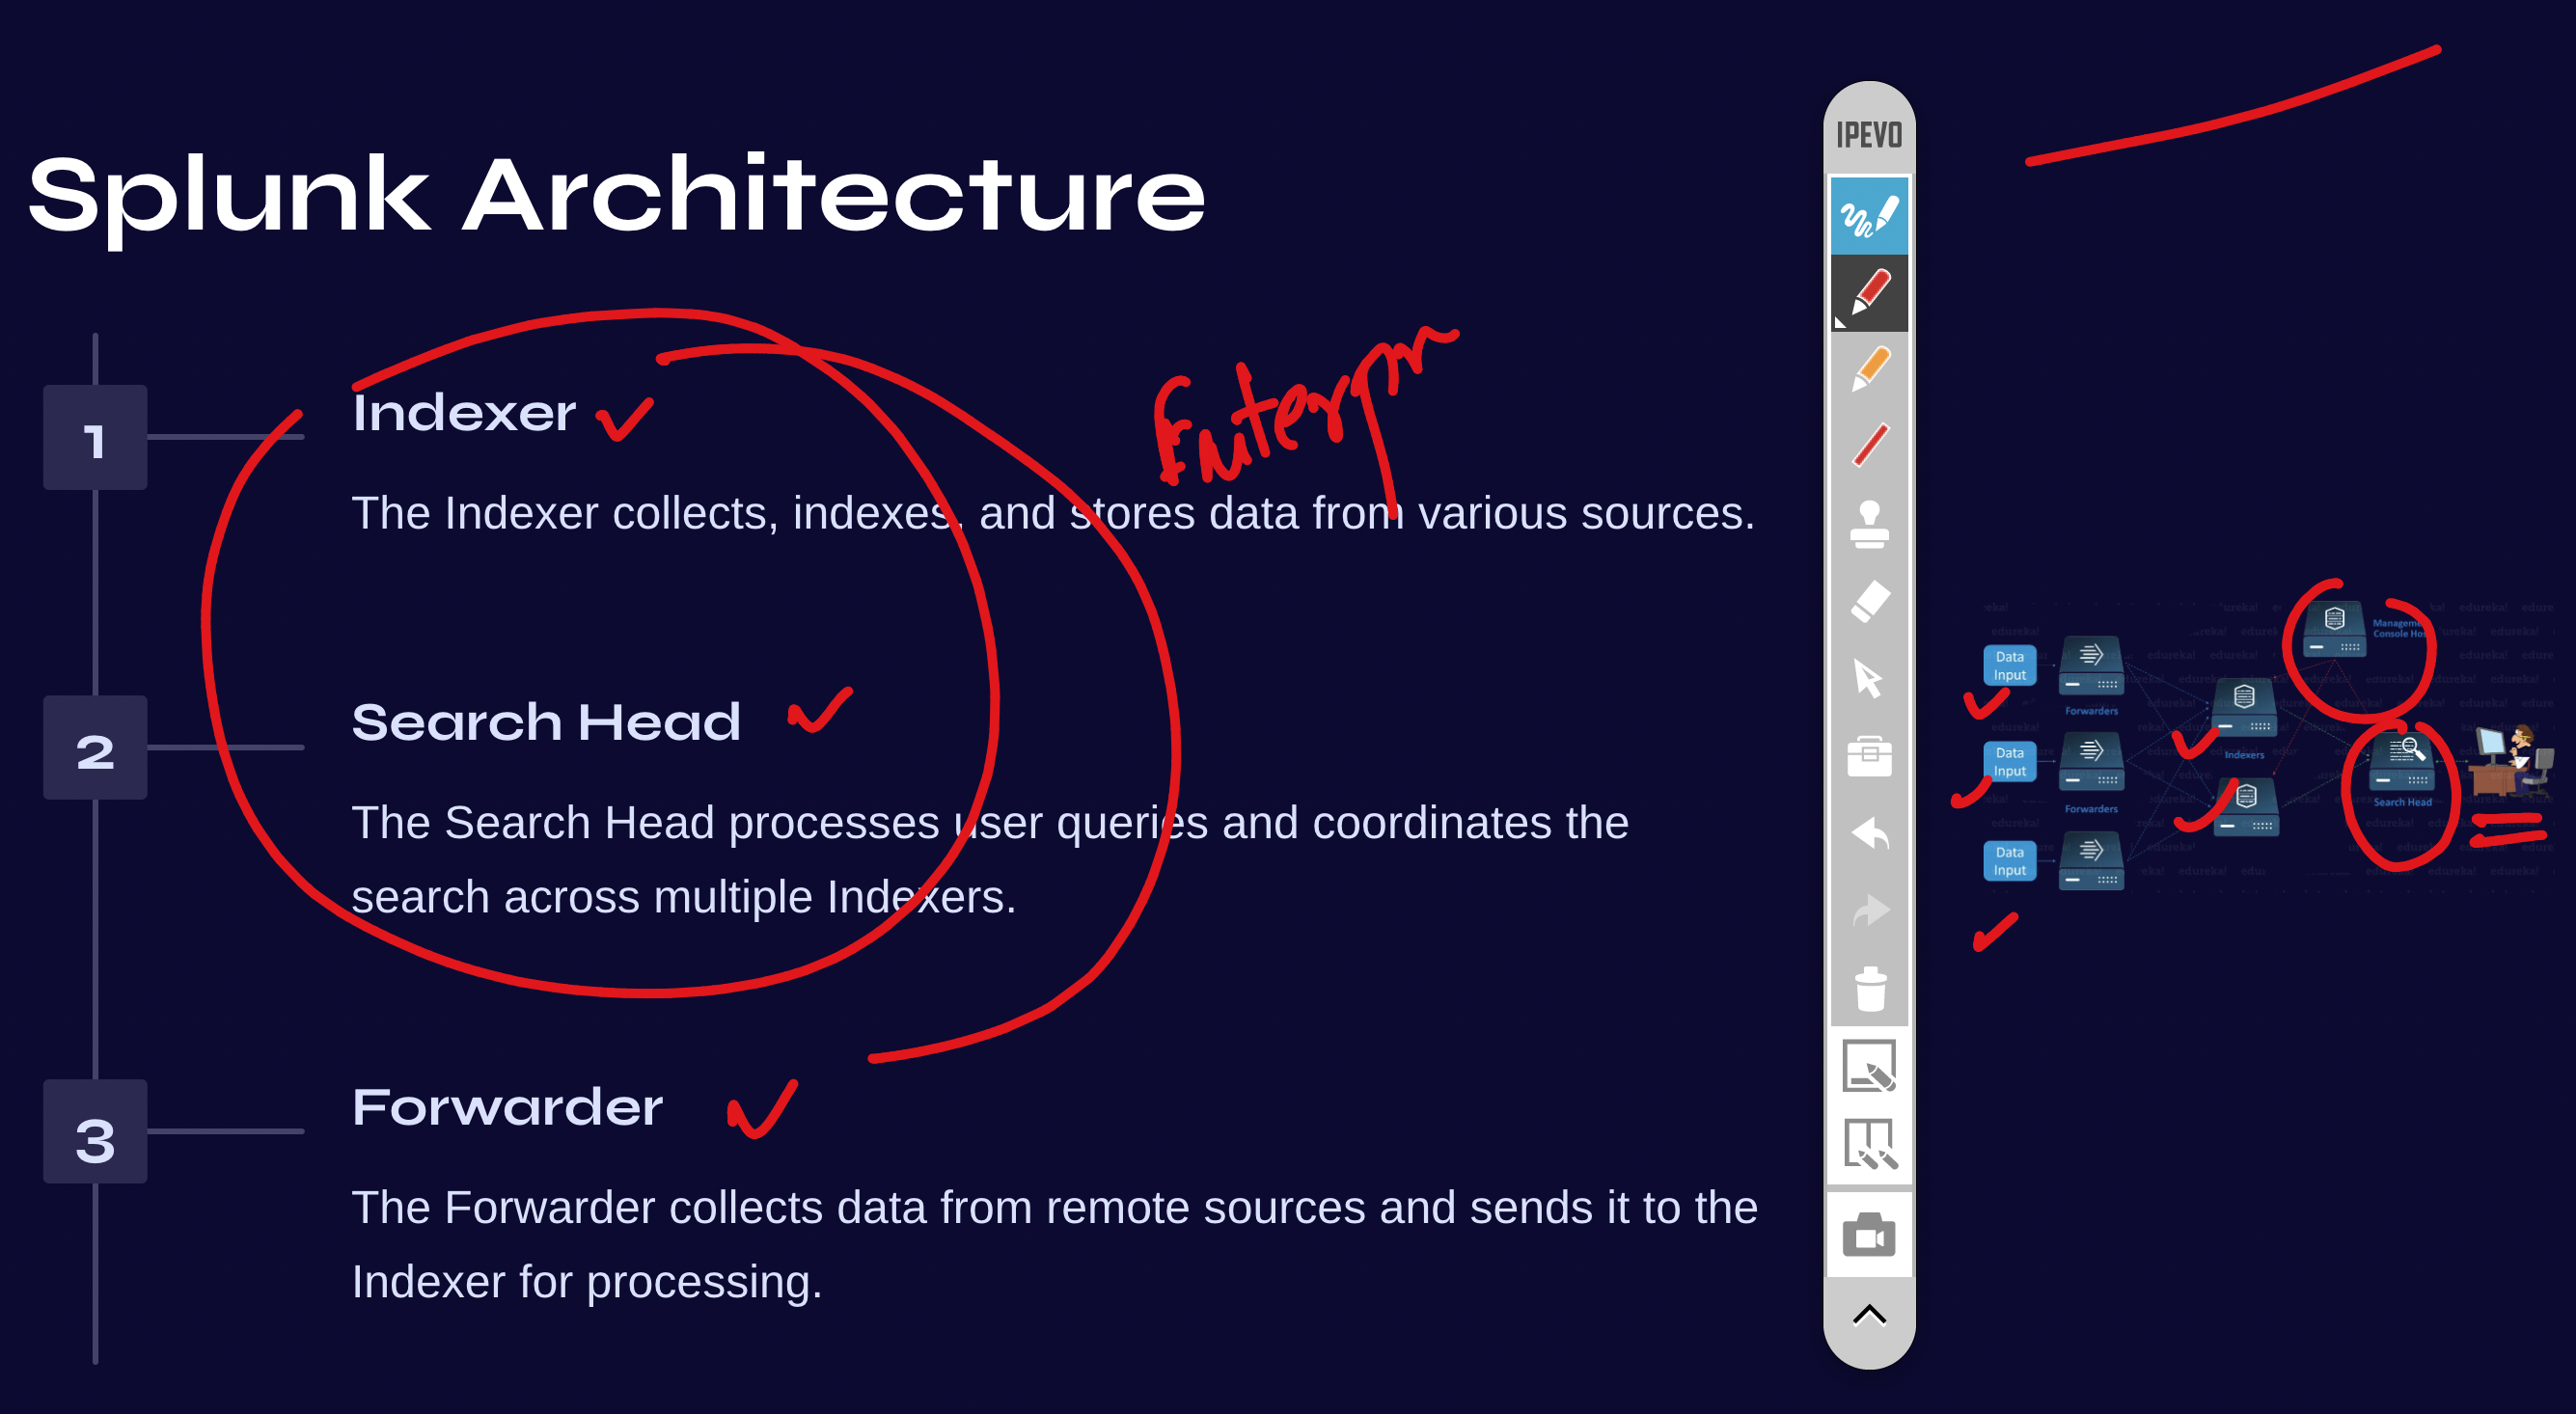 Splunk Architecture
1
Indexer
The Indexer collects, indexes, and stores data from various sources.
Enterpr
2
Search Head
The Search Head processes user queries and coordinates the
search across multiple Indexers.
3
Forwarder
The Forwarder collects data from remote sources and sends it to the
Indexer for processing.
IPEVO
Data
Input
Forwarders
Data
Input
Forwarders
Data
Input
Indexers
Console
Search Head
edureka!